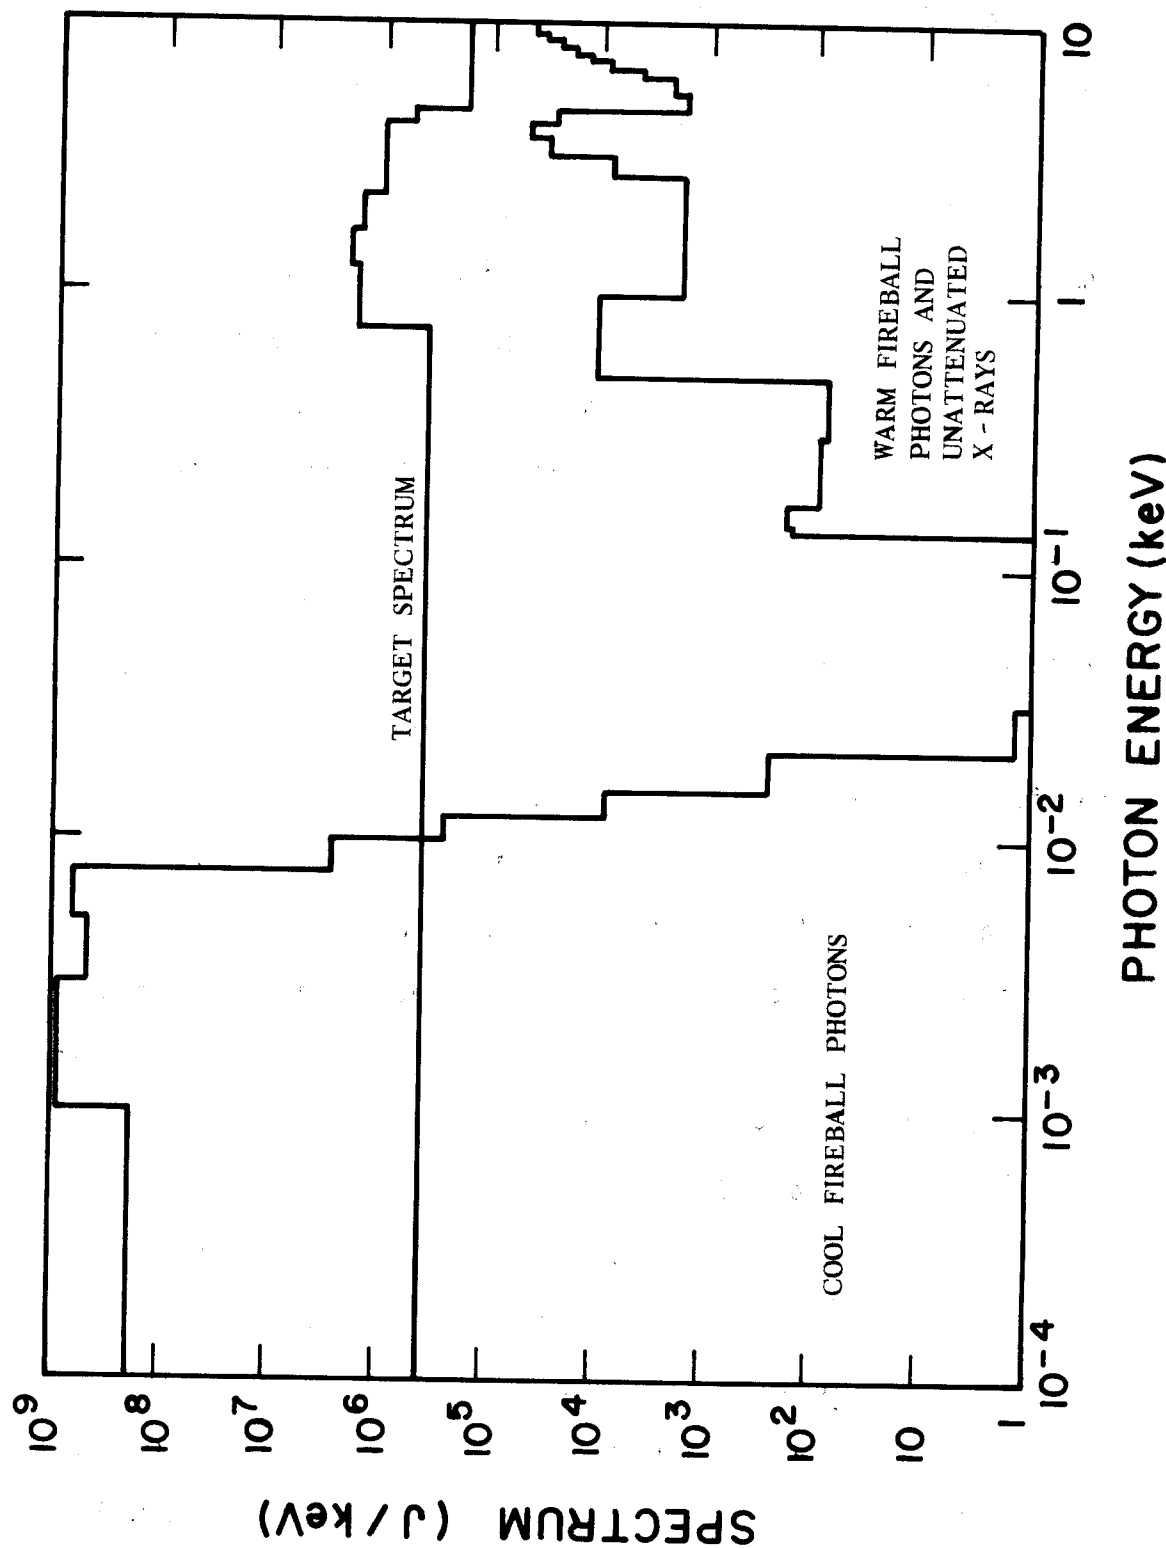 SPECTRUM (J/keV)
10⁹
10⁸
10⁷
10⁶
10⁵
10⁴
10³
10²
10
1
TARGET SPECTRUM
COOL FIREBALL PHOTONS
WARM FIREBALL
PHOTONS AND
UNATTENUATED
X - RAYS
10⁻⁴
10⁻³
10⁻²
10⁻¹
1
10
PHOTON ENERGY (keV)